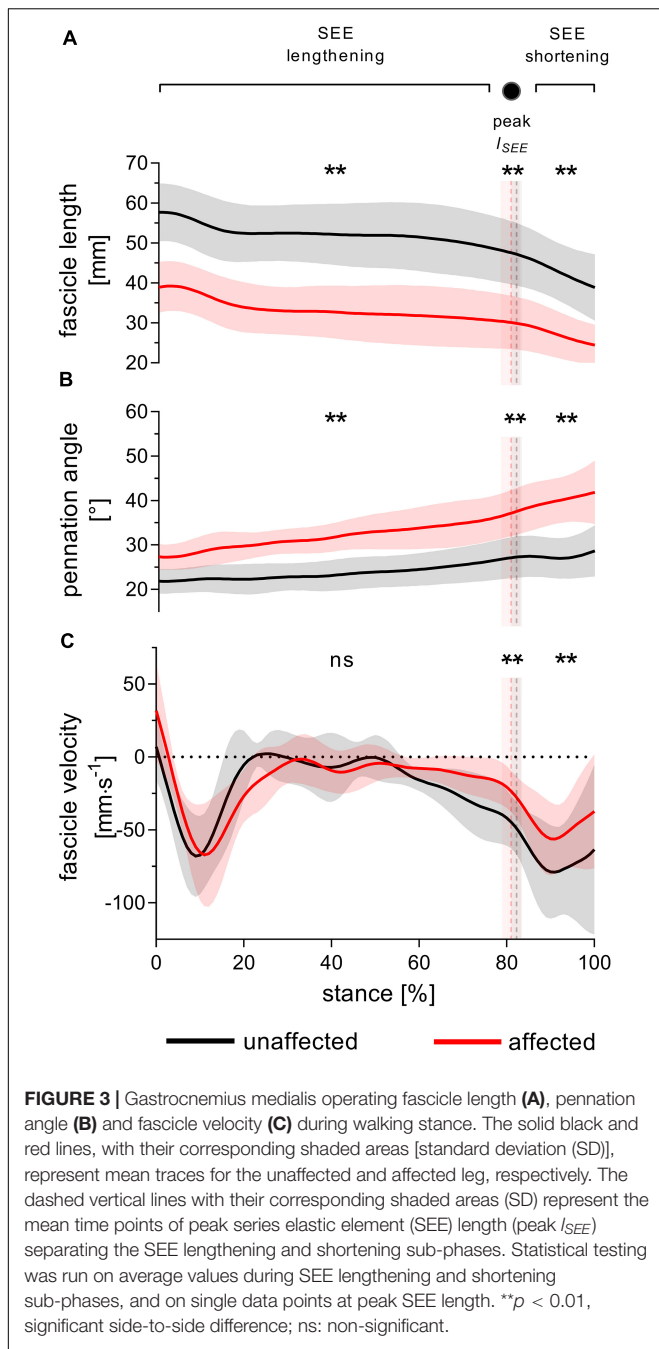 A
SEE
lengthening
SEE
shortening
peak
lSEE
** ** **
fascicle length
[mm]
70
60
50
40
30
20
B
** ** **
pennation angle
[°]
60
50
40
30
20
C
ns ** **
fascicle velocity
[mm·s-1]
50
0
-50
-100
0 20 40 60 80 100
stance [%]
unaffected affected
FIGURE 3 | Gastrocnemius medialis operating fascicle length (A), pennation
angle (B) and fascicle velocity (C) during walking stance. The solid black and
red lines, with their corresponding shaded areas [standard deviation (SD)],
represent mean traces for the unaffected and affected leg, respectively. The
dashed vertical lines with their corresponding shaded areas (SD) represent the
mean time points of peak series elastic element (SEE) length (peak lSEE)
separating the SEE lengthening and shortening sub-phases. Statistical testing
was run on average values during SEE lengthening and shortening
sub-phases, and on single data points at peak SEE length. **p < 0.01,
significant side-to-side difference; ns: non-significant.